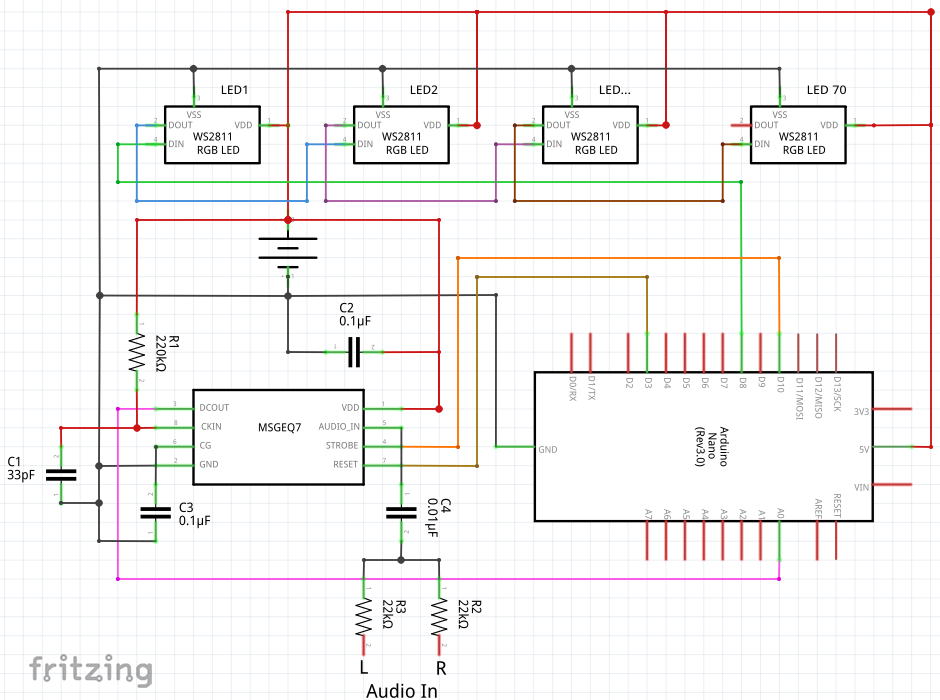 LED1
LED2
LED...
LED 70
VSS
VSS
VSS
VSS
3
3
3
3
2 DOUT VDD 1
WS2811
4 DIN RGB LED
2 DOUT VDD 1
WS2811
4 DIN RGB LED
2 DOUT VDD 1
WS2811
4 DIN RGB LED
2 DOUT VDD 1
WS2811
4 DIN RGB LED
C2
0.1µF
1 2
R1
220kΩ
1
2
MSGEQ7
3 DCOUT VDD 1
8 CKIN AUDIO_IN 5
6 CG STROBE 4
2 GND RESET 7
C1
33pF
2
1
C3
0.1µF
2
1
C4
0.01µF
1
2
D0/RX
D1/TX
D2
D3
D4
D5
D6
D7
D8
D9
D10
D11/MOSI
D12/MISO
D13/SCK
Arduino
Nano
(Rev3.0)
GND
3V3
5V
VIN
A7
A6
A5
A4
A3
A2
A1
A0
AREF
RESET
R3
22kΩ
1
2
R2
22kΩ
1
2
L R
Audio In
fritzing